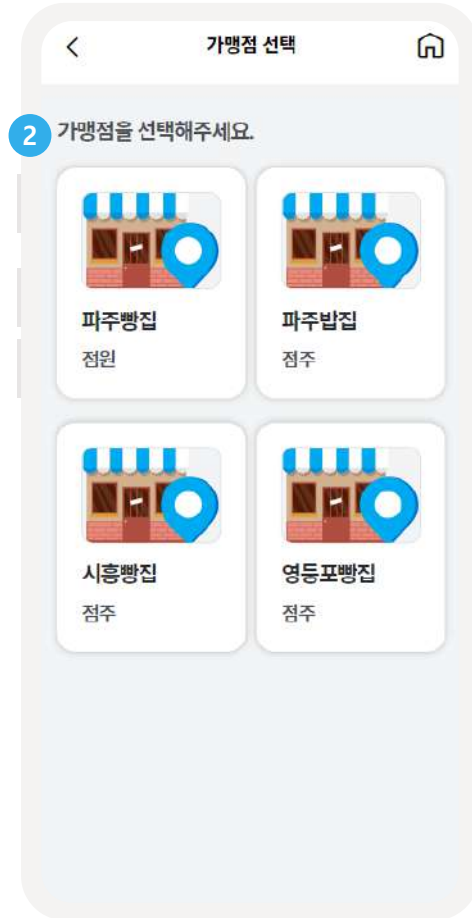 가맹점 선택
2 가맹점을 선택해주세요.
파주빵집
점원
파주밥집
점주
시흥빵집
점주
영등포빵집
점주